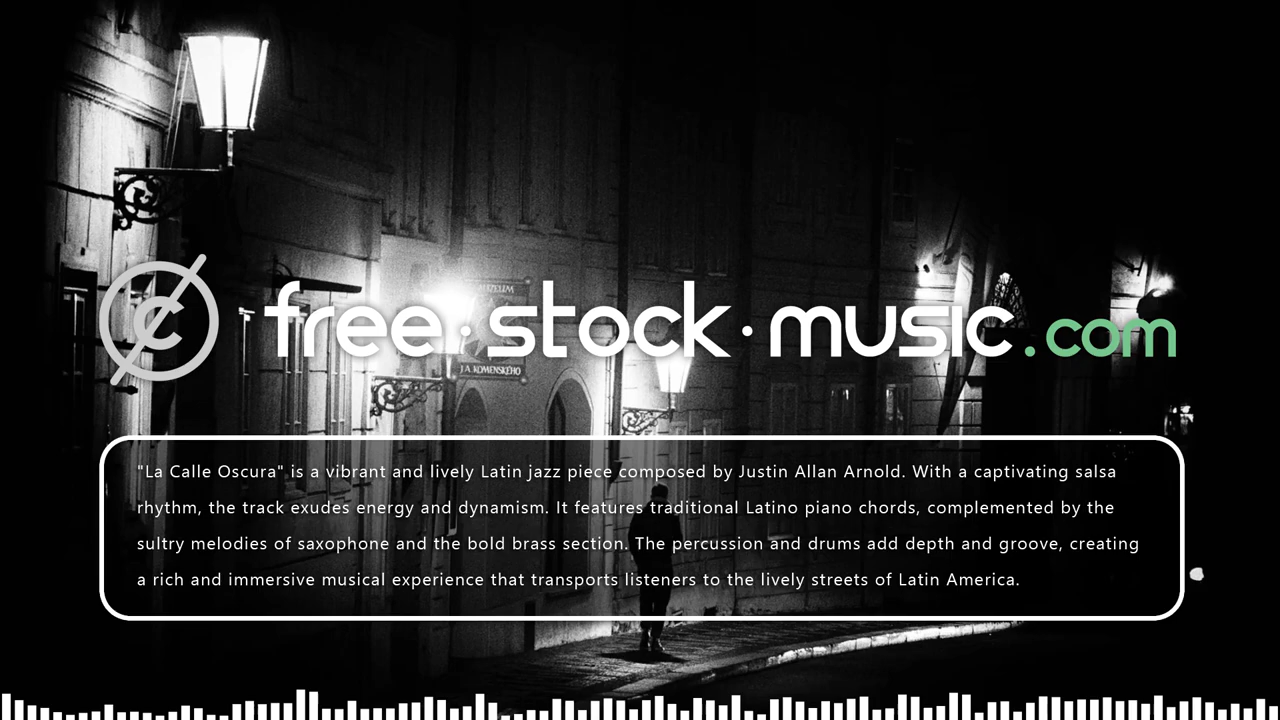 MUZEUM
free·stock·music.com
J.A. KOMENSKÉHO
"La Calle Oscura" is a vibrant and lively Latin jazz piece composed by Justin Allan Arnold. With a captivating salsa
rhythm, the track exudes energy and dynamism. It features traditional Latino piano chords, complemented by the
sultry melodies of saxophone and the bold brass section. The percussion and drums add depth and groove, creating
a rich and immersive musical experience that transports listeners to the lively streets of Latin America.